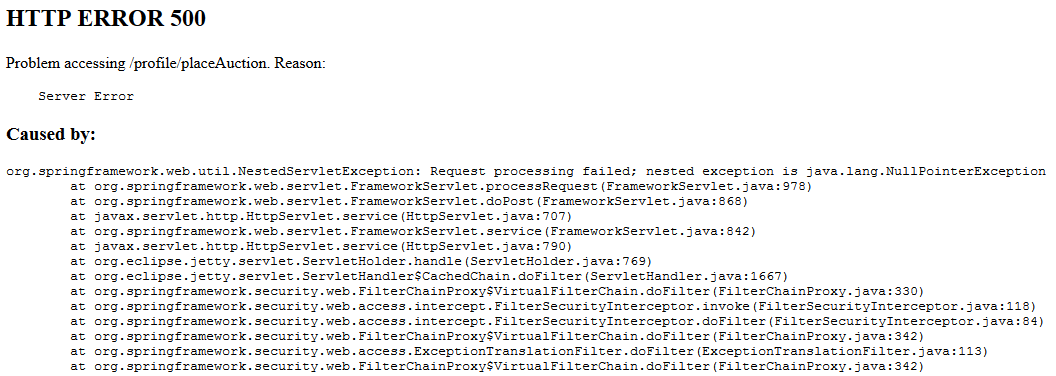 HTTP ERROR 500
Problem accessing /profile/placeAuction. Reason:
Server Error
Caused by:
org.springframework.web.util.NestedServletException: Request processing failed; nested exception is java.lang.NullPointerException
at org.springframework.web.servlet.FrameworkServlet.processRequest(FrameworkServlet.java:978)
at org.springframework.web.servlet.FrameworkServlet.doPost(FrameworkServlet.java:868)
at javax.servlet.http.HttpServlet.service(HttpServlet.java:707)
at org.springframework.web.servlet.FrameworkServlet.service(FrameworkServlet.java:842)
at javax.servlet.http.HttpServlet.service(HttpServlet.java:790)
at org.eclipse.jetty.servlet.ServletHolder.handle(ServletHolder.java:769)
at org.eclipse.jetty.servlet.ServletHandler$CachedChain.doFilter(ServletHandler.java:1667)
at org.springframework.security.web.FilterChainProxy$VirtualFilterChain.doFilter(FilterChainProxy.java:330)
at org.springframework.security.web.access.intercept.FilterSecurityInterceptor.invoke(FilterSecurityInterceptor.java:118)
at org.springframework.security.web.access.intercept.FilterSecurityInterceptor.doFilter(FilterSecurityInterceptor.java:84)
at org.springframework.security.web.FilterChainProxy$VirtualFilterChain.doFilter(FilterChainProxy.java:342)
at org.springframework.security.web.access.ExceptionTranslationFilter.doFilter(ExceptionTranslationFilter.java:113)
at org.springframework.security.web.FilterChainProxy$VirtualFilterChain.doFilter(FilterChainProxy.java:342)